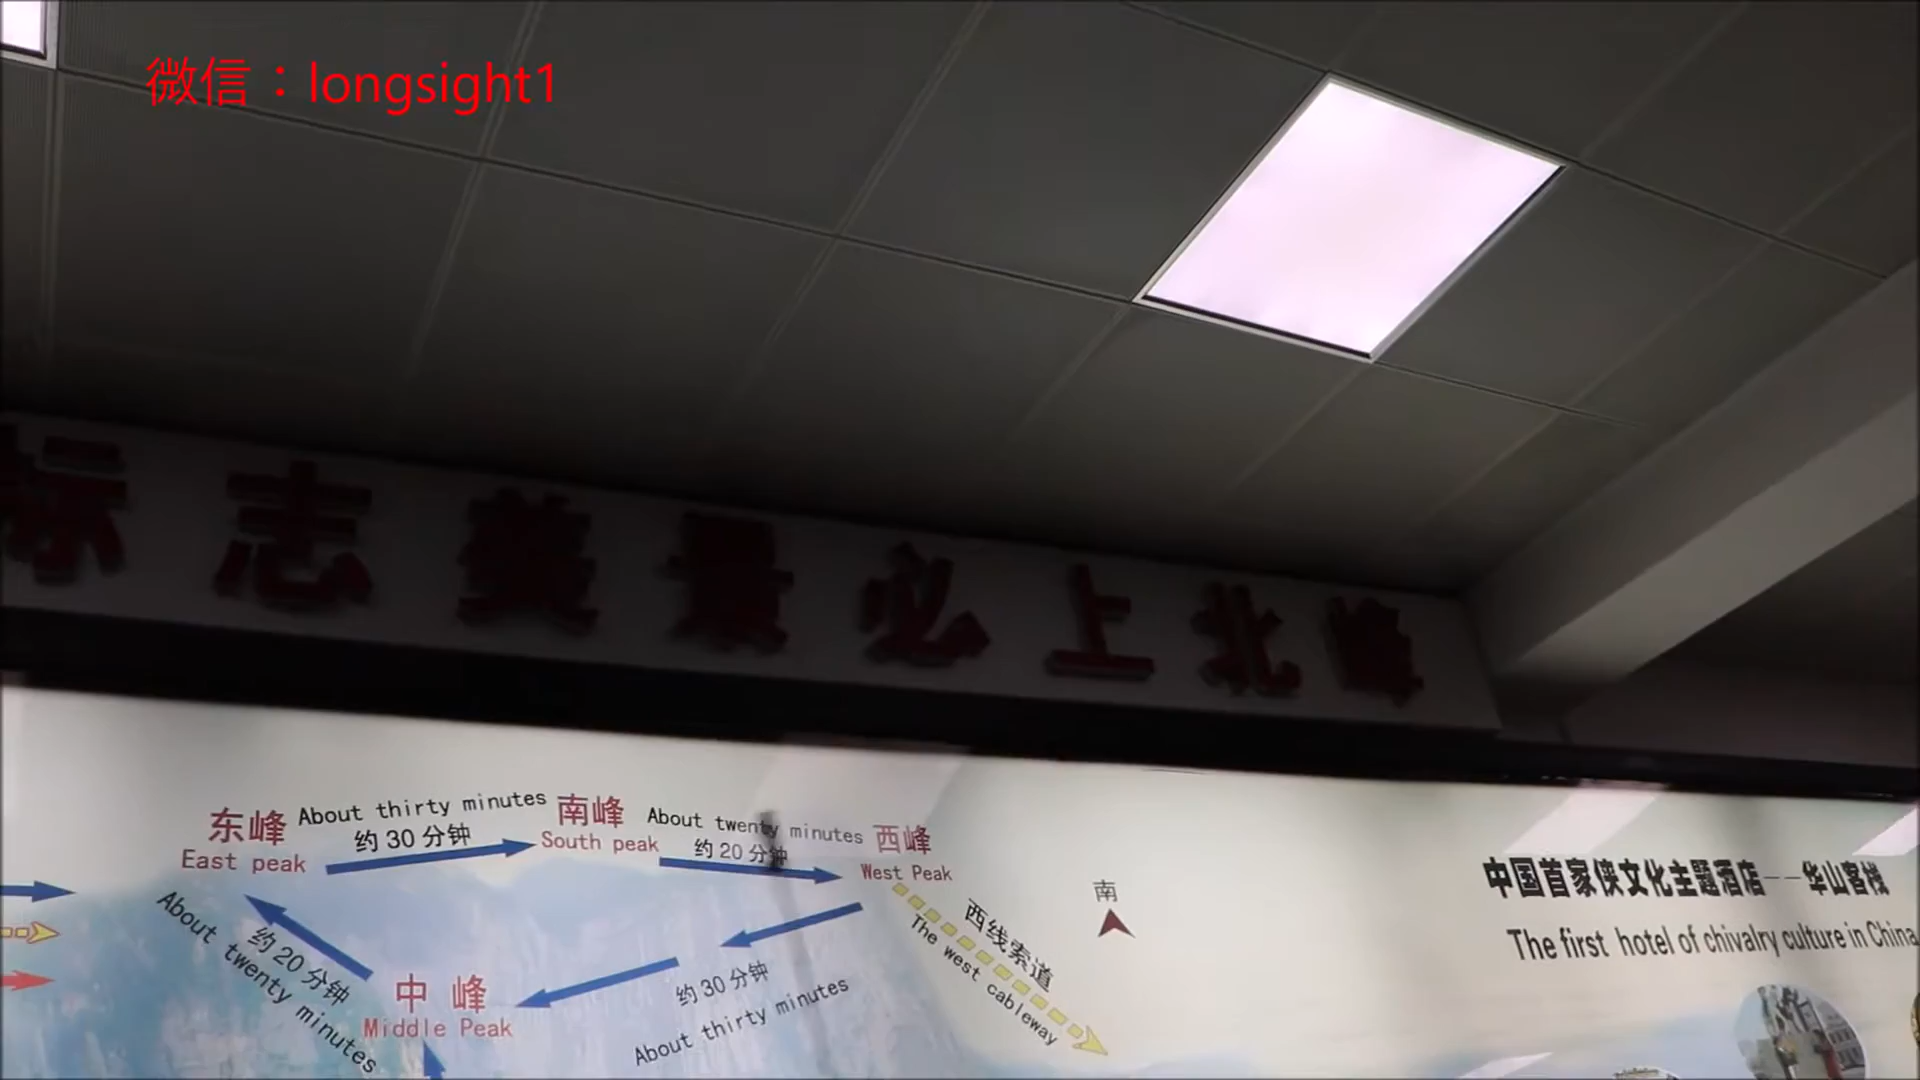 微信：longsight1
标志美景必上北峰
东峰
East peak
About thirty minutes
约 30 分钟
南峰
South peak
About twenty minutes
约 20 分钟
西峰
West Peak
南
西线索道
The west cableway
中国首家侠文化主题酒店——华山客栈
The first hotel of chivalry culture in China
约 20 分钟
About twenty minutes
中 峰
Middle Peak
约 30 分钟
About thirty minutes